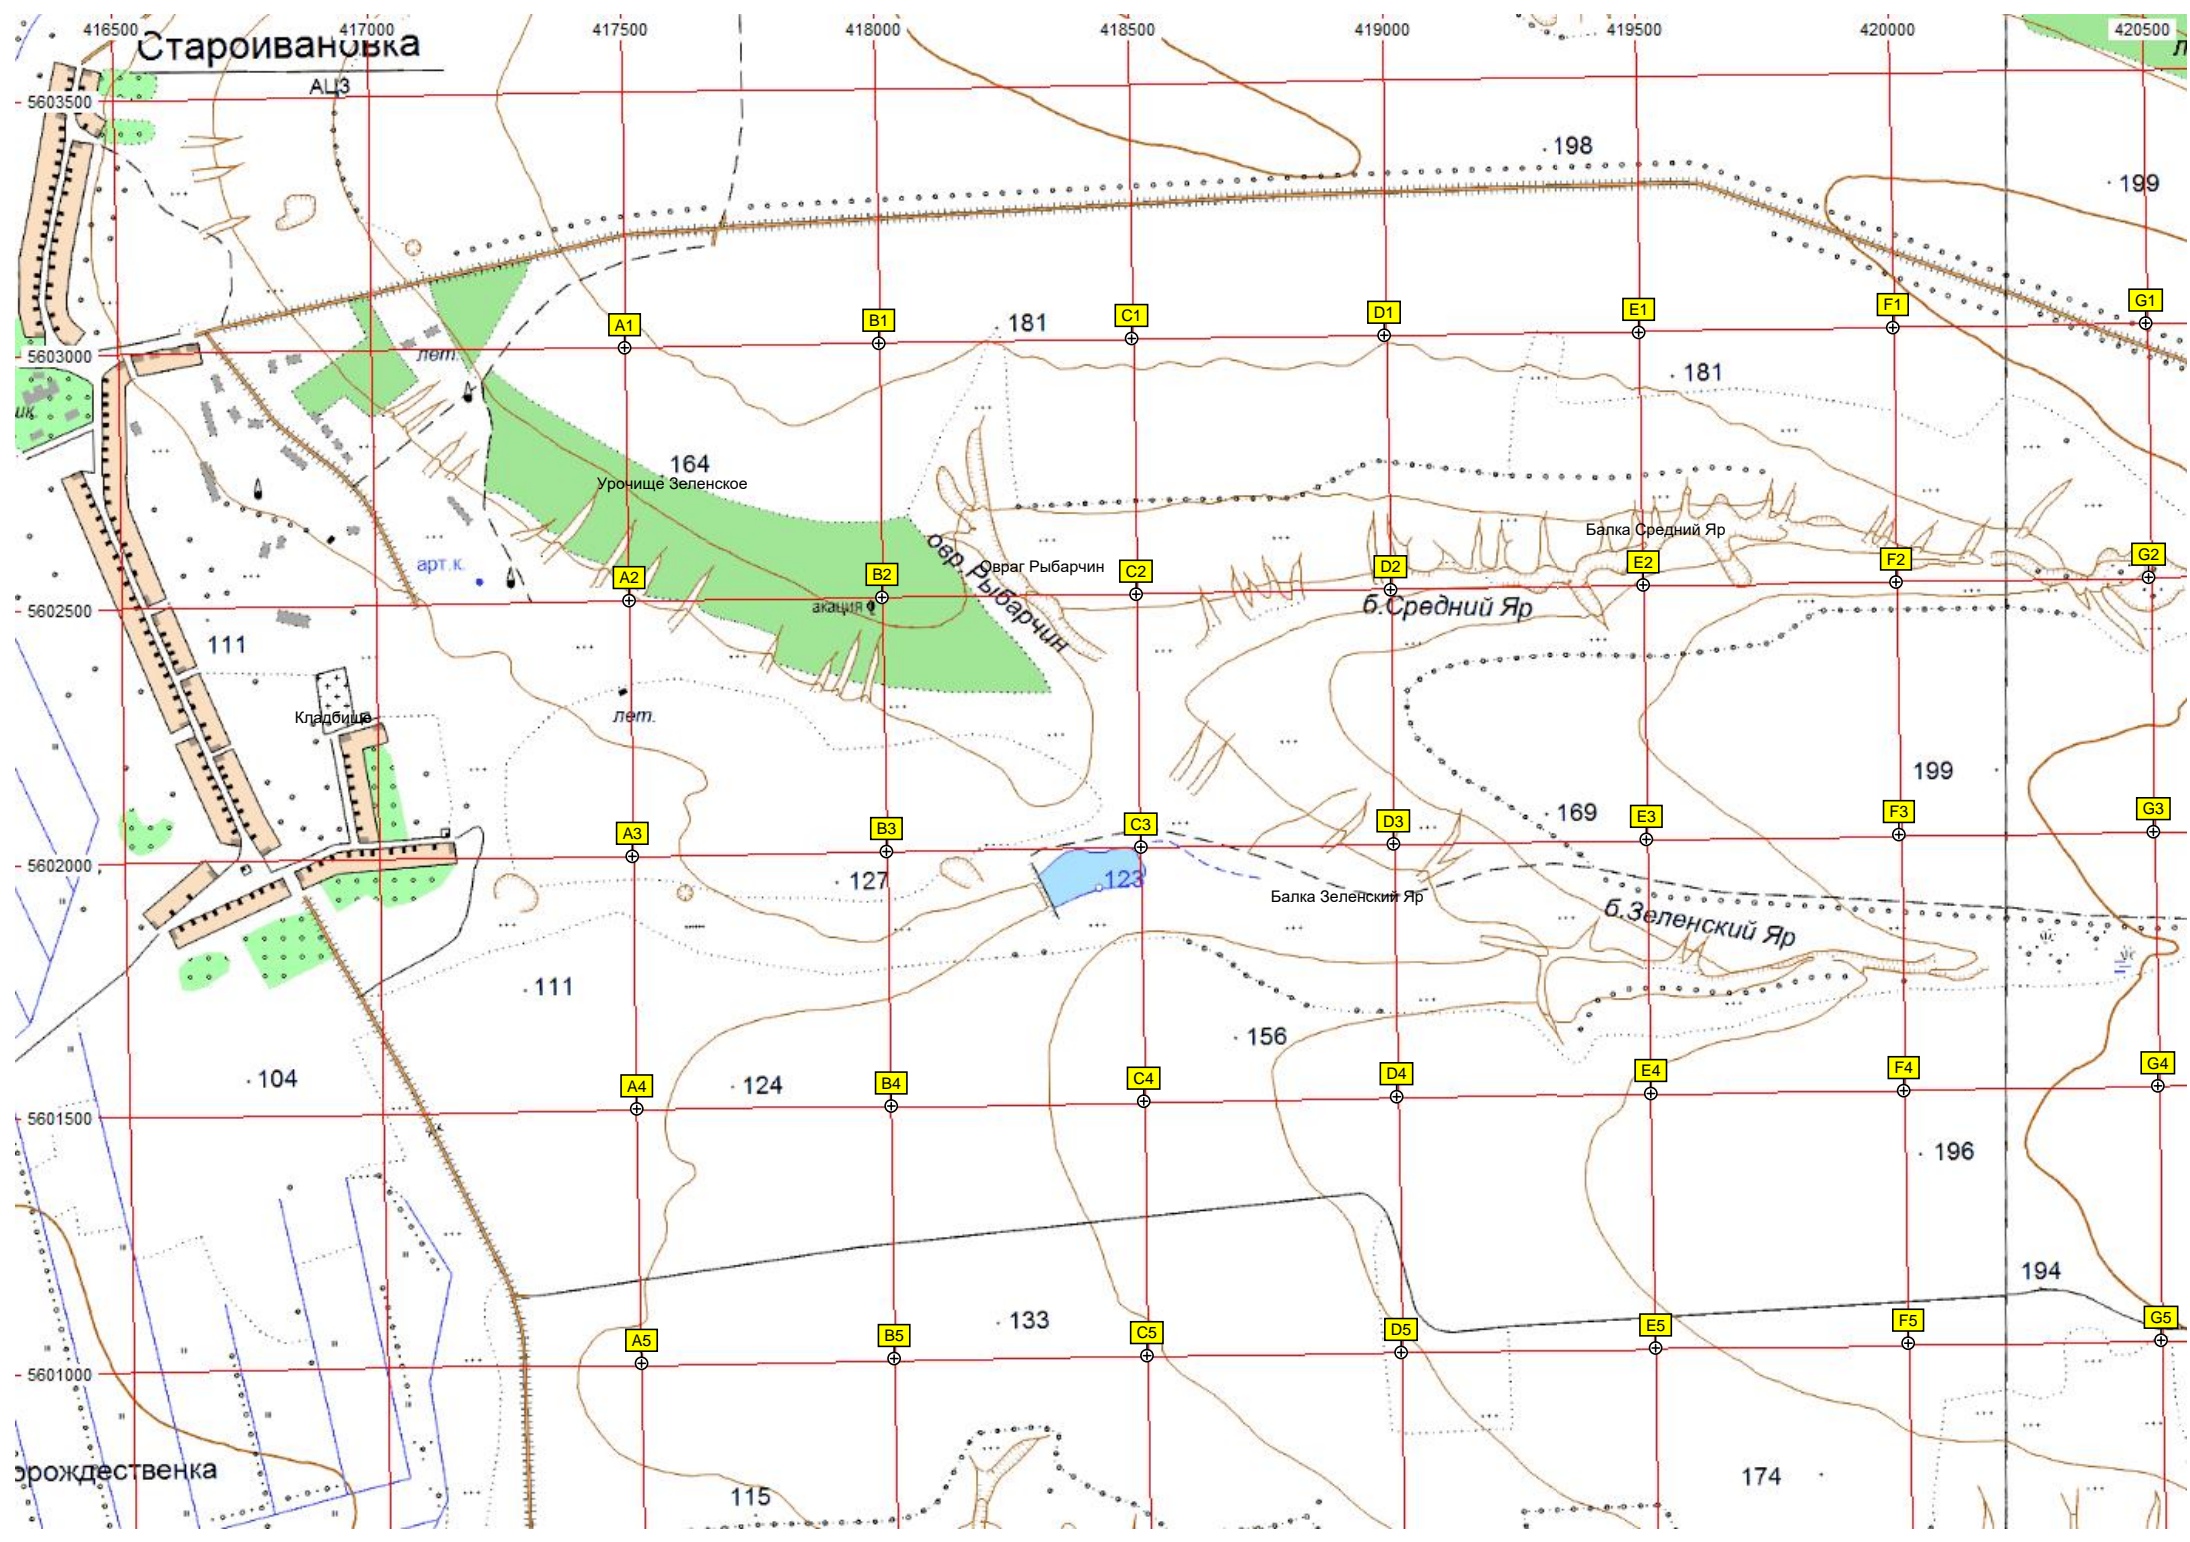 416500 417000 417500 418000 418500 419000 419500 420000 420500
Староивановка
АЦЗ
5603500
198
199
A1 B1 C1 D1 E1 F1 G1
181
5603000
лет.
181
164
Урочище Зеленское
овр. Рыбарчин
Овраг Рыбарчин
Балка Средний Яр
арт.к.
A2 B2 C2 D2 E2 F2 G2
акация
б.Средний Яр
5602500
111
Кладбище
лет.
199
169
A3 B3 C3 D3 E3 F3 G3
5602000
127
123
Балка Зеленский Яр
б.Зеленский Яр
111
156
104
124
A4 B4 C4 D4 E4 F4 G4
5601500
196
194
133
A5 B5 C5 D5 E5 F5 G5
5601000
орождественка
174
115